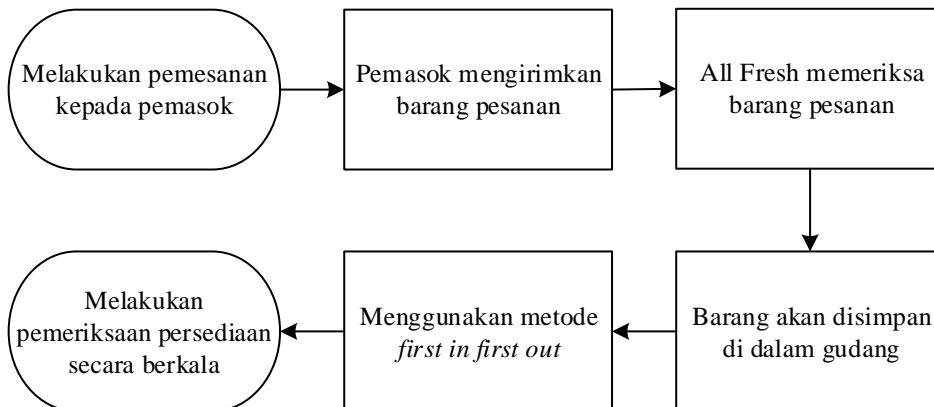 Melakukan pemesanan
kepada pemasok
Pemasok mengirimkan
barang pesanan
All Fresh memeriksa
barang pesanan
Barang akan disimpan
di dalam gudang
Menggunakan metode
first in first out
Melakukan
pemeriksaan persediaan
secara berkala